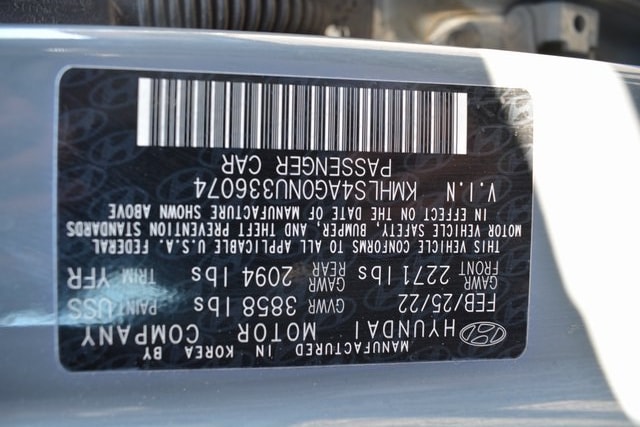 MANUFACTURED IN KOREA BY
HYUNDAI MOTOR COMPANY
FEB/25/22 GVWR 3858 lbs PAINT USS
GAWR FRONT 2271 lbs GAWR REAR 2094 lbs TRIM YFR
THIS VEHICLE CONFORMS TO ALL APPLICABLE U.S.A. FEDERAL
MOTOR VEHICLE, SAFETY, BUMPER, AND THEFT PREVENTION STANDARDS
IN EFFECT ON THE DATE OF MANUFACTURE SHOWN ABOVE
V.I.N KMHLS4AG0NU336074
PASSENGER CAR